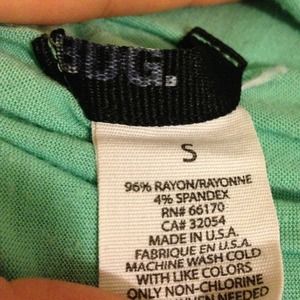 S
96% RAYON/RAYONNE
4% SPANDEX
RN# 66170
CA# 32054
MADE IN U.S.A.
FABRIQUE EN U.S.A.
MACHINE WASH COLD
WITH LIKE COLORS
ONLY NON-CHLORINE
NEEDED